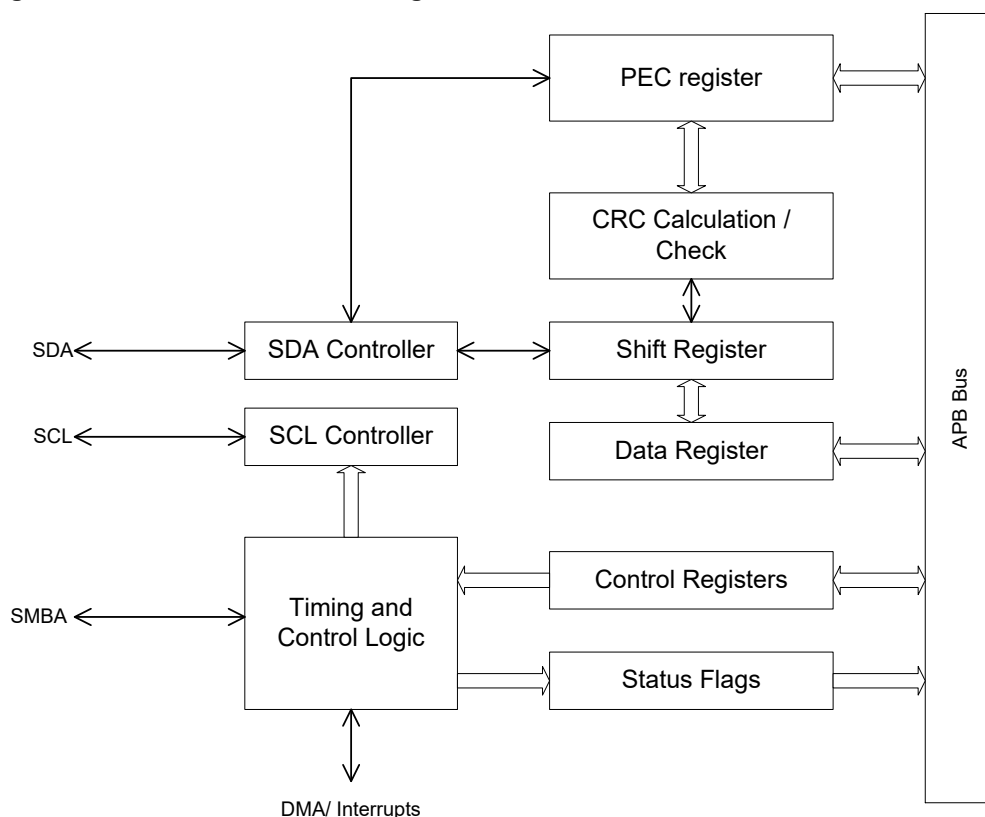 PEC register
CRC Calculation /
Check
SDA
SDA Controller
Shift Register
SCL
SCL Controller
Data Register
APB Bus
Control Registers
SMBA
Timing and
Control Logic
Status Flags
DMA/ Interrupts